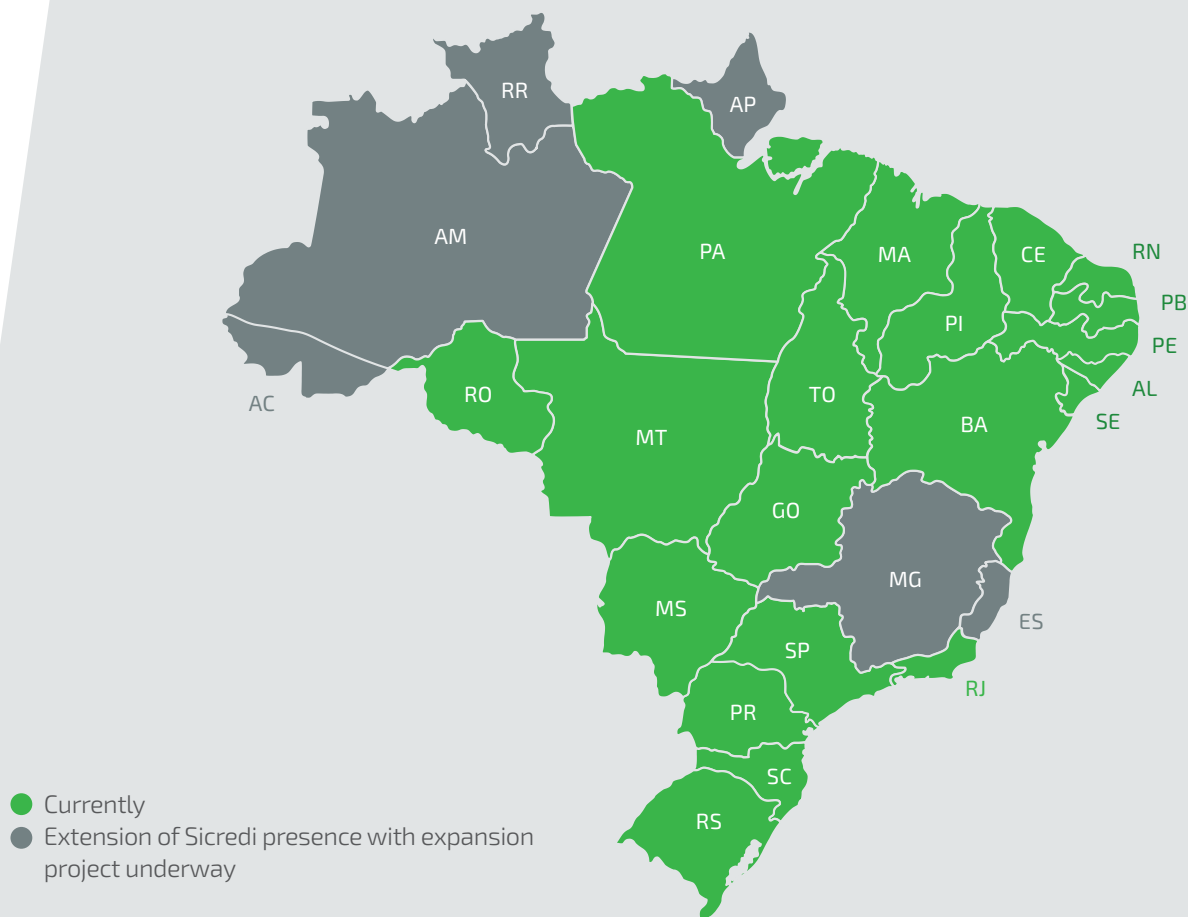 RR
AP
AM
PA
MA
CE
RN
PB
PI
PE
AC
RO
TO
AL
MT
BA
SE
GO
MG
MS
ES
SP
RJ
PR
SC
Currently
RS
Extension of Sicredi presence with expansion
project underway